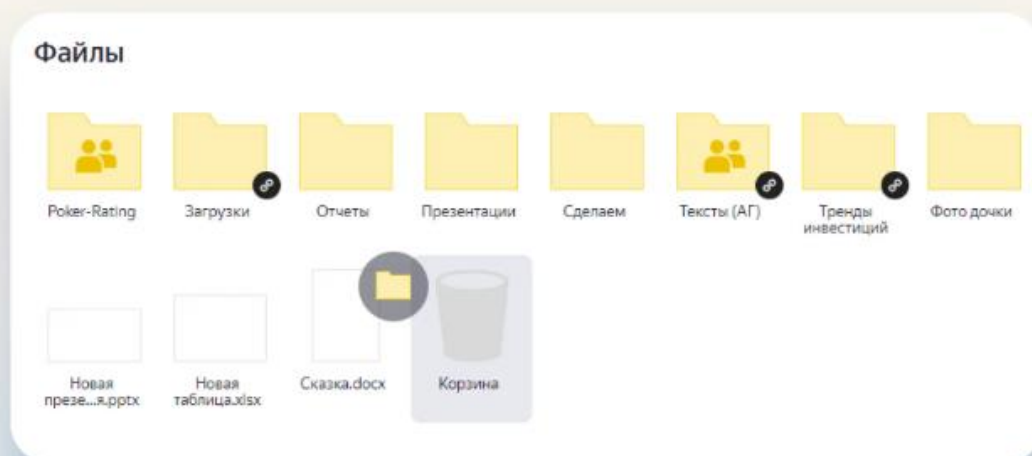 Файлы
Poker-Rating
Загрузки
Отчеты
Презентации
Сделаем
Тексты (АГ)
Тренды
инвестиций
Фото дочки
Новая
презе...я.pptx
Новая
таблица.xlsx
Сказка.docx
Корзина